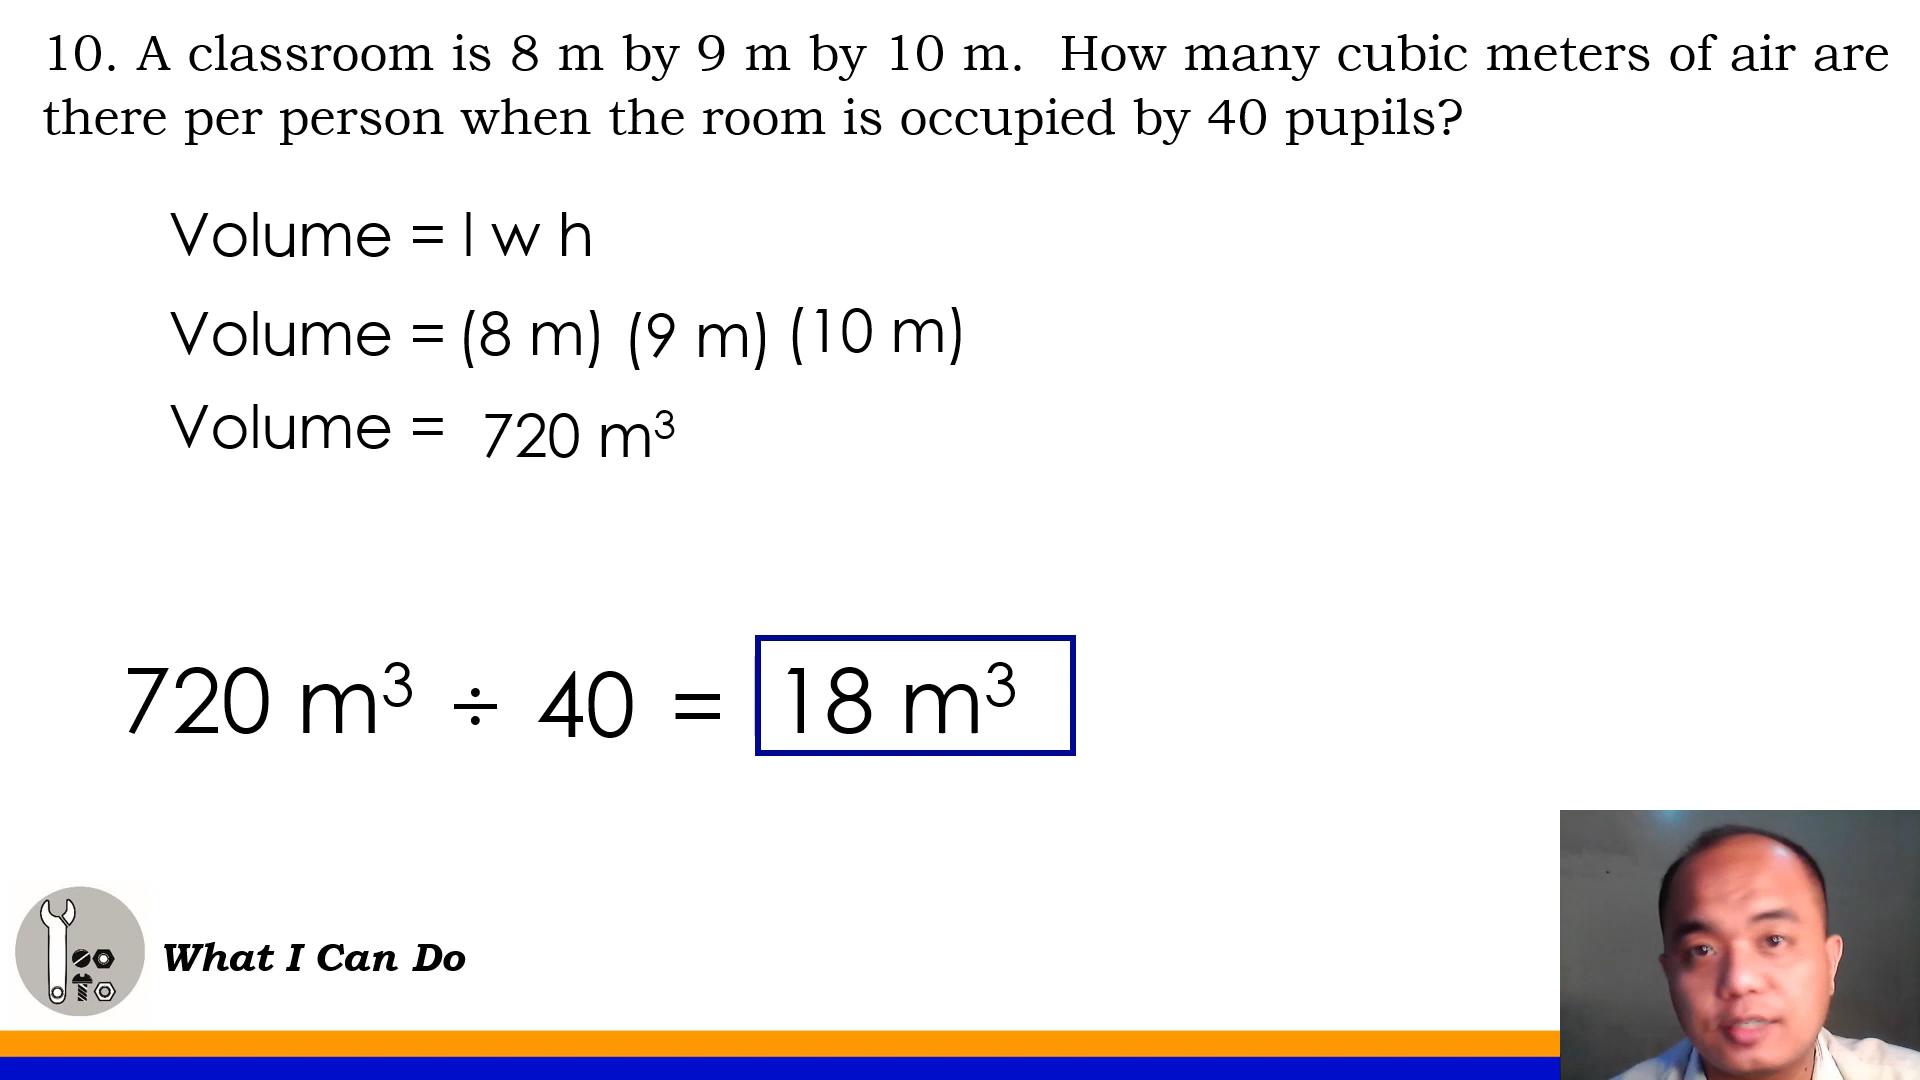 10. A classroom is 8 m by 9 m by 10 m. How many cubic meters of air are
there per person when the room is occupied by 40 pupils?
Volume = l w h
Volume = (8 m) (9 m) (10 m)
Volume = 720 m³
720 m³ ÷ 40 = 18 m³
What I Can Do